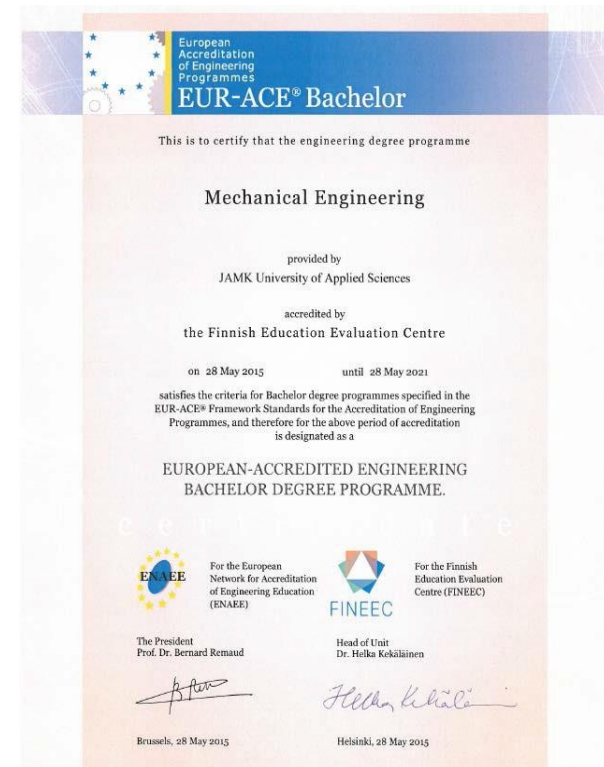 European
Accreditation
of Engineering
Programmes
EUR-ACE® Bachelor
This is to certify that the engineering degree programme
Mechanical Engineering
provided by
JAMK University of Applied Sciences
accredited by
the Finnish Education Evaluation Centre
on 28 May 2015 until 28 May 2021
satisfies the criteria for Bachelor degree programmes specified in the
EUR-ACE® Framework Standards for the Accreditation of Engineering
Programmes, and therefore for the above period of accreditation
is designated as a
EUROPEAN-ACCREDITED ENGINEERING
BACHELOR DEGREE PROGRAMME.
certificate
ENAEE
For the European
Network for Accreditation
of Engineering Education
(ENAEE)
FINEEC
For the Finnish
Education Evaluation
Centre (FINEEC)
The President
Prof. Dr. Bernard Remaud
Head of Unit
Dr. Helka Kekäläinen
Brussels, 28 May 2015
Helsinki, 28 May 2015